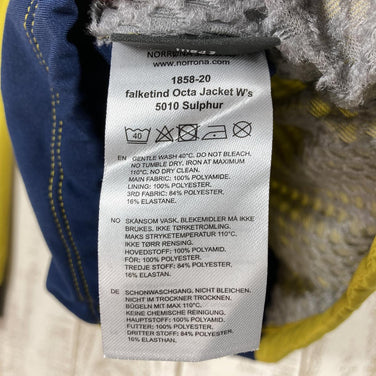 NORRØNA
www.norrona.com
1858-20
falketind Octa Jacket W's
5010 Sulphur
40
EN GENTLE WASH 40°C. DO NOT BLEACH.
NO TUMBLE DRY. IRON AT MAXIMUM
110°C. NO DRY CLEAN.
MAIN FABRIC: 100% POLYAMIDE.
LINING: 100% POLYESTER.
3RD FABRIC: 84% POLYESTER,
16% ELASTANE.
NO SKÅNSOM VASK. BLEKEMIDLER MÅ IKKE
BRUKES. IKKE TØRKETROMLING.
MAKS STRYKETEMPERATUR 110°C.
IKKE TØRR RENSING.
HOVEDSTOFF: 100% POLYAMID.
FÔR: 100% POLYESTER.
TREDJE STOFF: 84% POLYESTER,
16% ELASTAN.
DE SCHONWASCHGANG. NICHT BLEICHEN.
NICHT IM TROCKNER TROCKNEN.
BÜGELN MIT MAX 110°C.
KEINE CHEMISCHE REINIGUNG.
HAUPTSTOFF: 100% POLYAMID.
FUTTER: 100% POLYESTER.
DRITTER STOFF: 84% POLYESTER,
16% ELASTHAN.